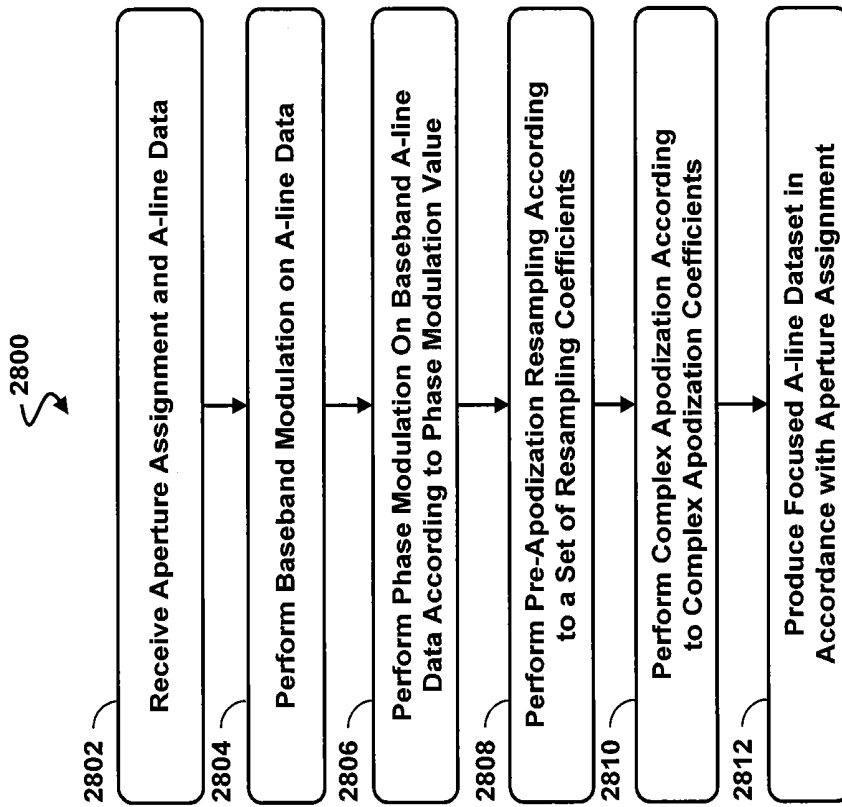 2800
2802
Receive Aperture Assignment and A-line Data
2804
Perform Baseband Modulation on A-line Data
2806
Perform Phase Modulation On Baseband A-line
Data According to Phase Modulation Value
2808
Perform Pre-Apodization Resampling According
to a Set of Resampling Coefficients
2810
Perform Complex Apodization According
to Complex Apodization Coefficients
2812
Produce Focused A-line Dataset in
Accordance with Aperture Assignment